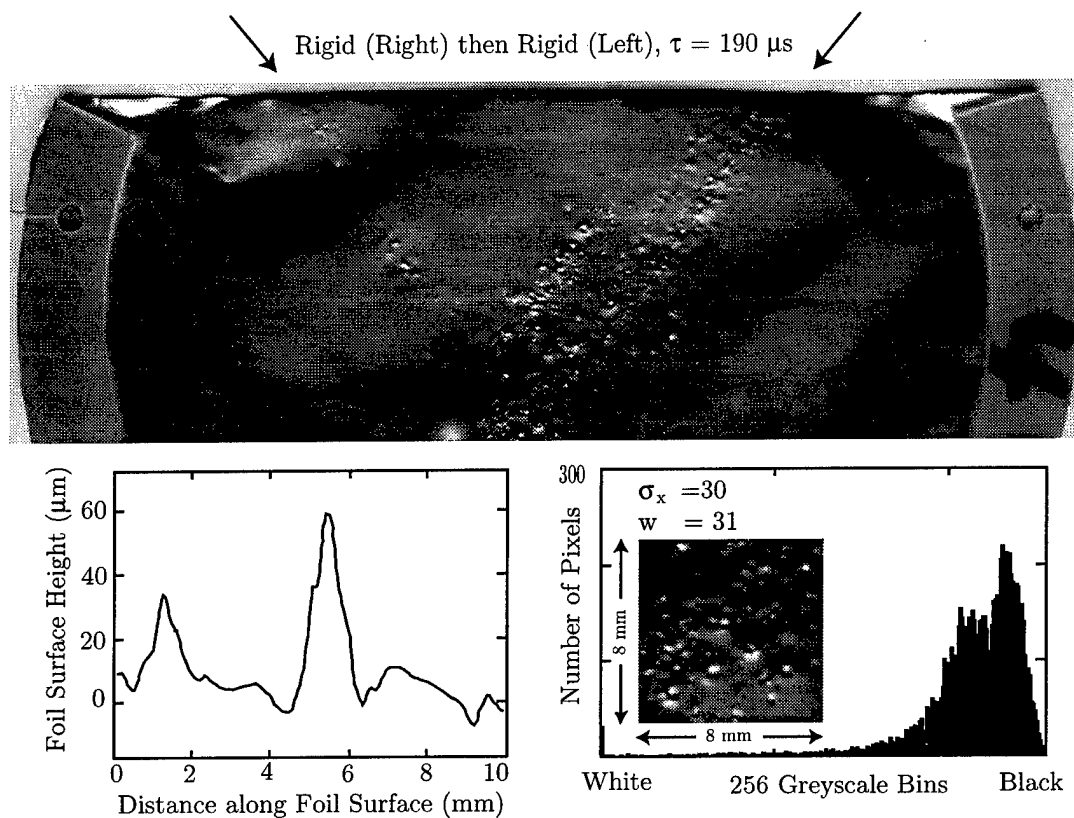 Rigid (Right) then Rigid (Left), τ = 190 μs
Foil Surface Height (μm)
60
40
20
0
0 2 4 6 8 10
Distance along Foil Surface (mm)
300
Number of Pixels
σx =30
w = 31
8 mm
8 mm
White 256 Greyscale Bins Black